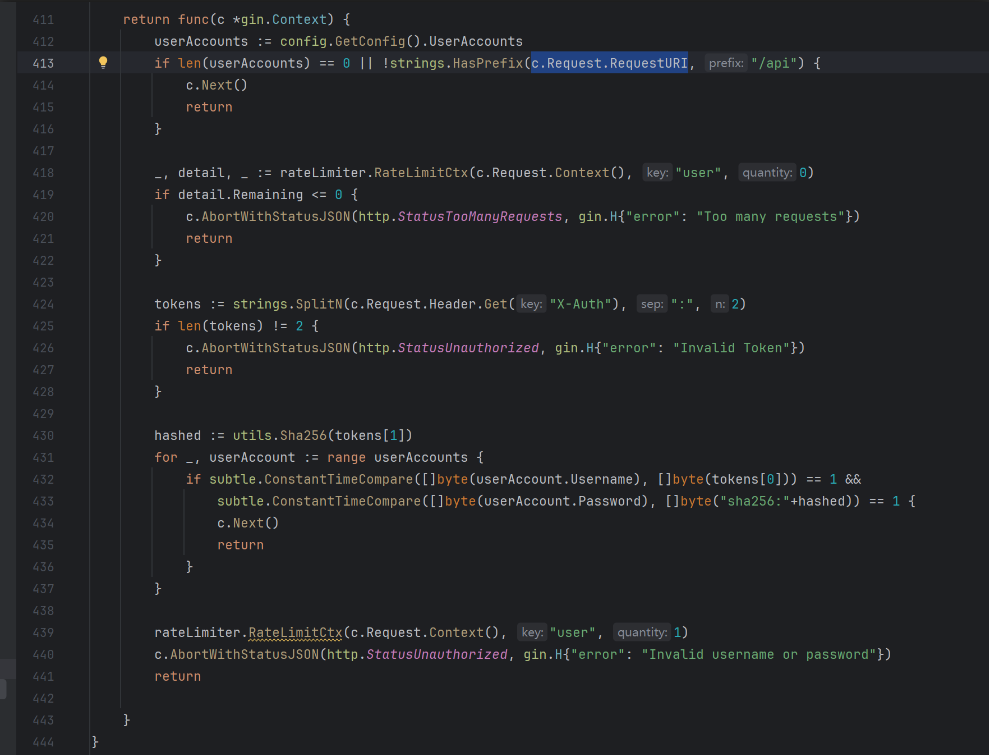 411 return func(c *gin.Context) {
412 userAccounts := config.GetConfig().UserAccounts
413 if len(userAccounts) == 0 || !strings.HasPrefix(c.Request.RequestURI, prefix: "/api") {
414 c.Next()
415 return
416 }
417
418 _, detail, _ := rateLimiter.RateLimitCtx(c.Request.Context(), key: "user", quantity: 0)
419 if detail.Remaining <= 0 {
420 c.AbortWithStatusJSON(http.StatusTooManyRequests, gin.H{"error": "Too many requests"})
421 return
422 }
423
424 tokens := strings.SplitN(c.Request.Header.Get( key: "X-Auth"), sep: ":", n: 2)
425 if len(tokens) != 2 {
426 c.AbortWithStatusJSON(http.StatusUnauthorized, gin.H{"error": "Invalid Token"})
427 return
428 }
429
430 hashed := utils.Sha256(tokens[1])
431 for _, userAccount := range userAccounts {
432 if subtle.ConstantTimeCompare([]byte(userAccount.Username), []byte(tokens[0])) == 1 &&
433 subtle.ConstantTimeCompare([]byte(userAccount.Password), []byte("sha256:"+hashed)) == 1 {
434 c.Next()
435 return
436 }
437 }
438
439 rateLimiter.RateLimitCtx(c.Request.Context(), key: "user", quantity: 1)
440 c.AbortWithStatusJSON(http.StatusUnauthorized, gin.H{"error": "Invalid username or password"})
441 return
442
443 }
444 }